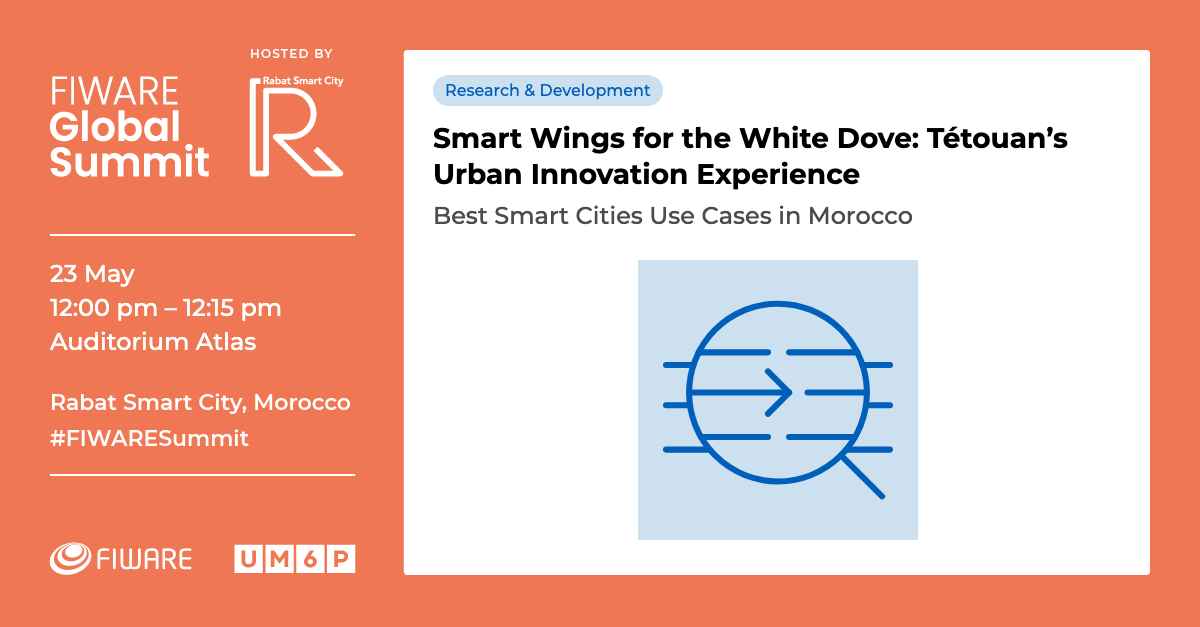 FIWARE
Global
Summit
HOSTED BY
Rabat Smart City
R
23 May
12:00 pm – 12:15 pm
Auditorium Atlas
Rabat Smart City, Morocco
#FIWARESummit
FIWARE
UM6P
Research & Development
Smart Wings for the White Dove: Tétouan’s
Urban Innovation Experience
Best Smart Cities Use Cases in Morocco